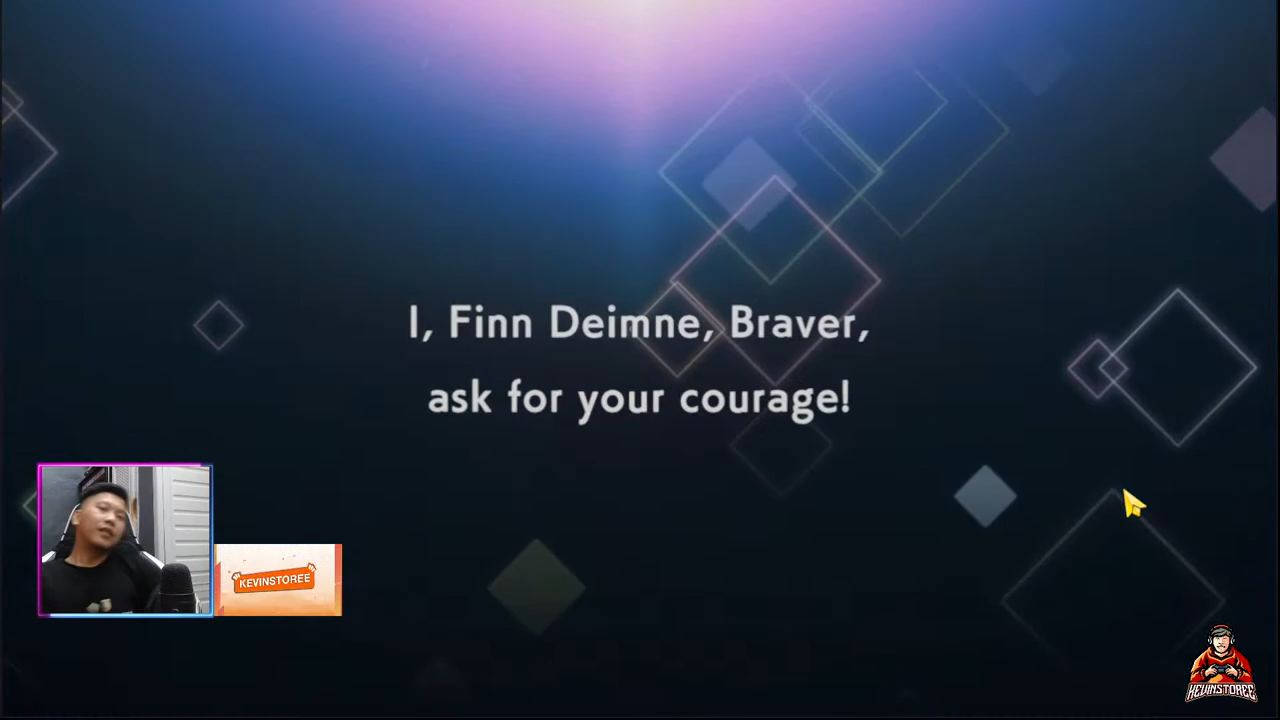 I, Finn Deimne, Braver,
ask for your courage!
KEVINSTOREE
KEVINSTOREE